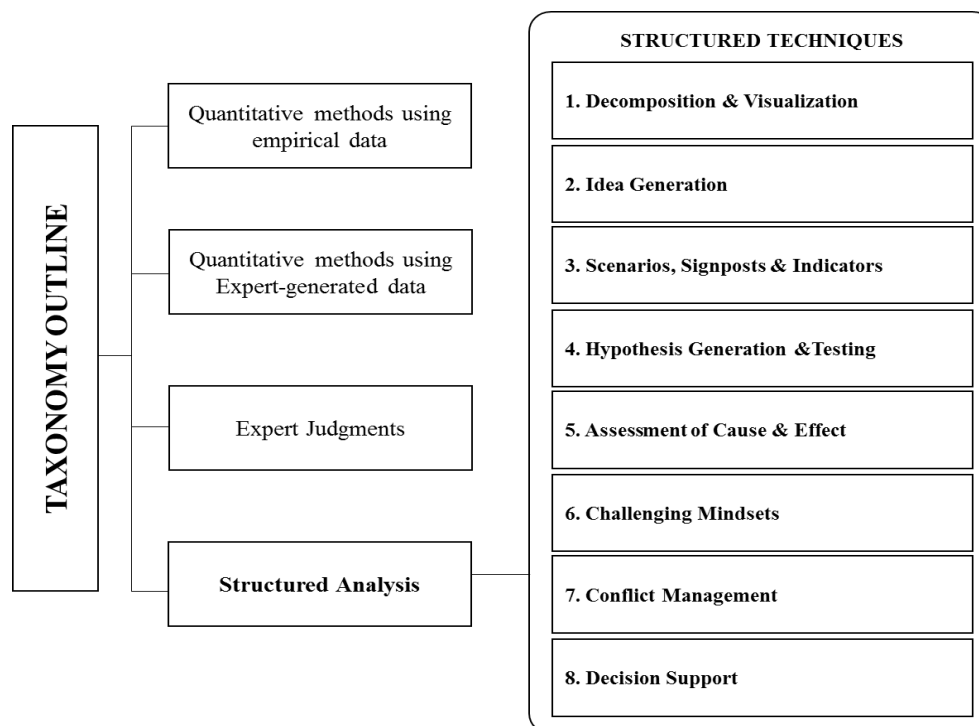 TAXONOMY OUTLINE
Quantitative methods using
empirical data
Quantitative methods using
Expert-generated data
Expert Judgments
Structured Analysis
STRUCTURED TECHNIQUES
1. Decomposition & Visualization
2. Idea Generation
3. Scenarios, Signposts & Indicators
4. Hypothesis Generation &Testing
5. Assessment of Cause & Effect
6. Challenging Mindsets
7. Conflict Management
8. Decision Support